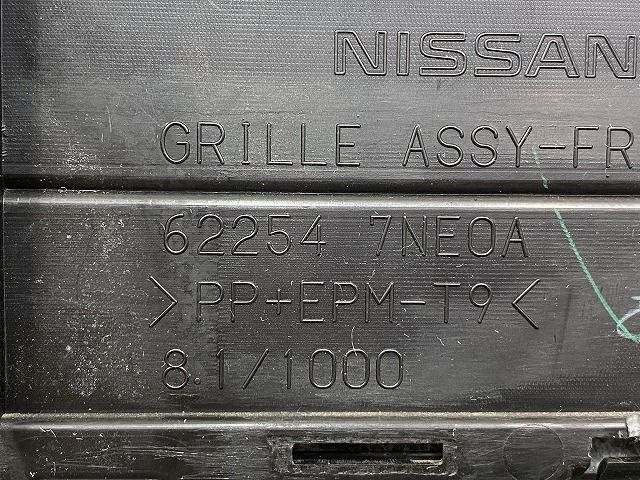 NISSAN
GRILLE ASSY-FR
62254 7NE0A
>PP+EPM-T9<
8.1/1000